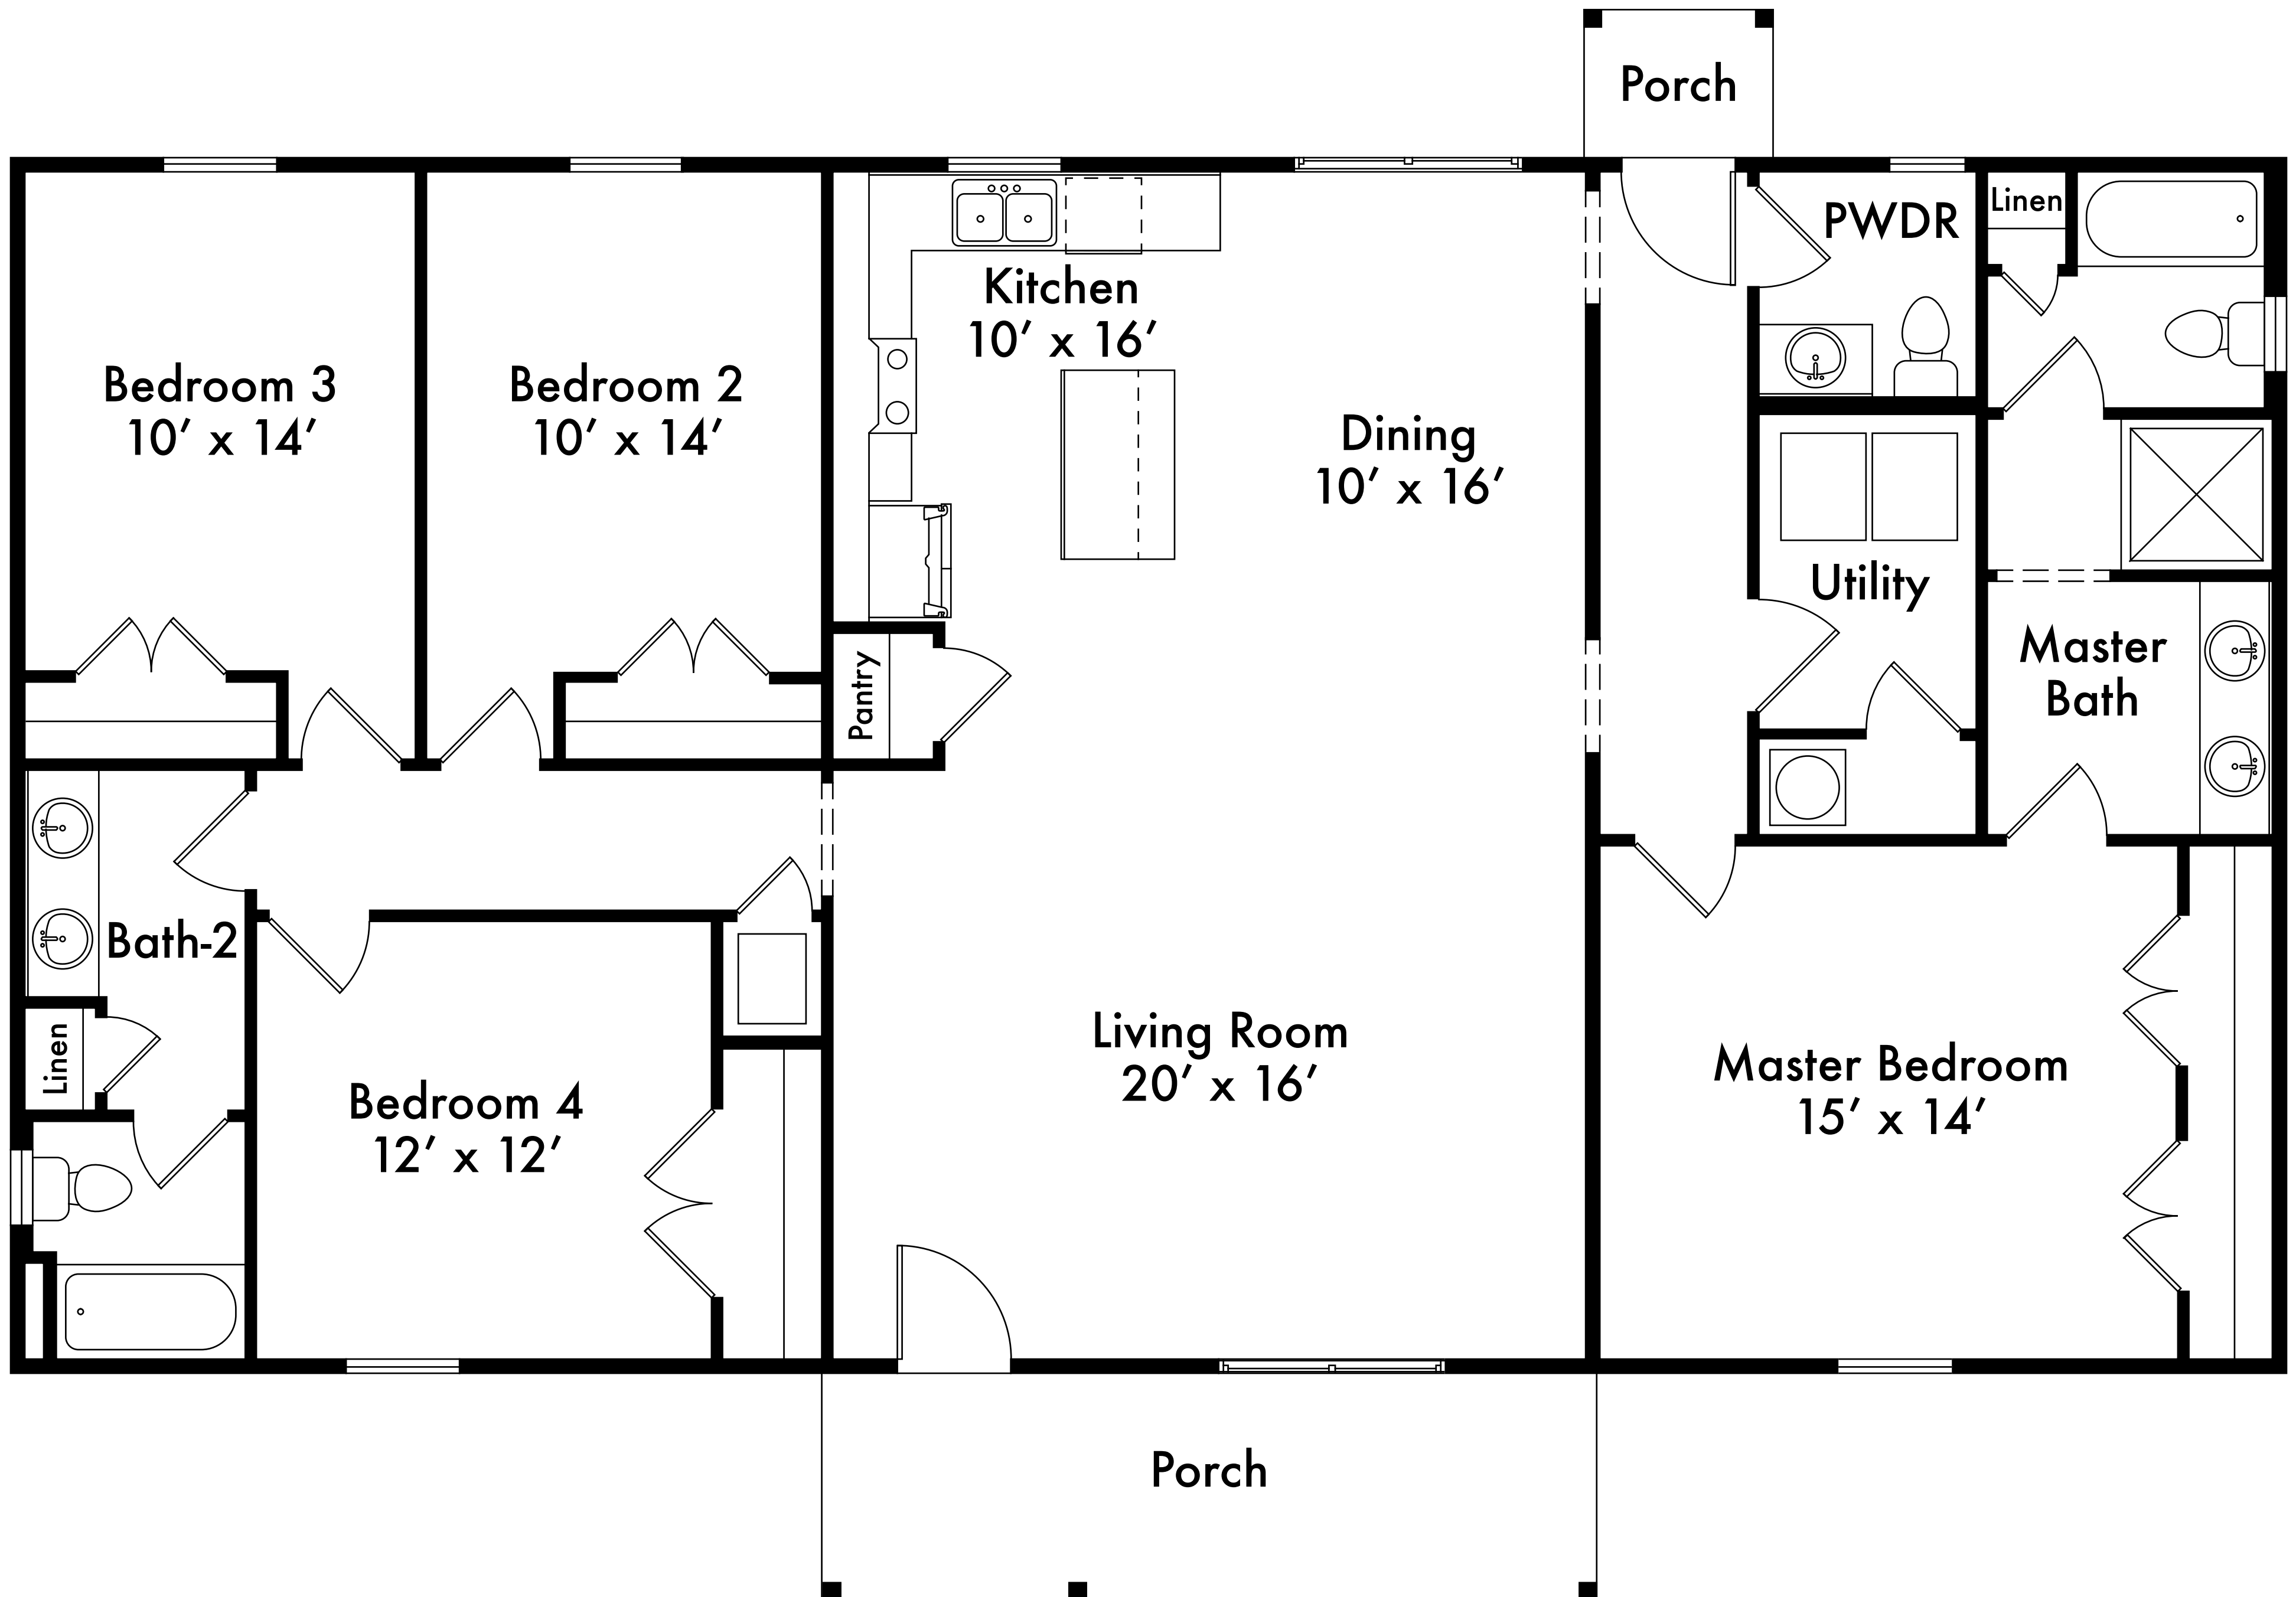 Porch
PWDR
Linen
Kitchen
10′ x 16′
Bedroom 3
10′ x 14′
Bedroom 2
10′ x 14′
Dining
10′ x 16′
Utility
Master
Bath
Pantry
Bath-2
Linen
Living Room
20′ x 16′
Master Bedroom
15′ x 14′
Bedroom 4
12′ x 12′
Porch